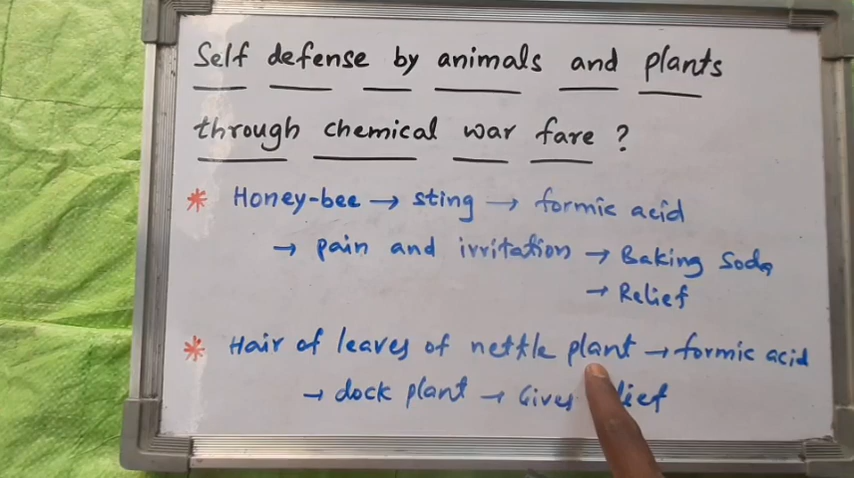 Self defense by animals and plants
through chemical war fare ?
* Honey-bee → sting → formic acid
→ pain and irritation → Baking Soda
→ Relief
* Hair of leaves of nettle plant → formic acid
→ dock plant → Gives